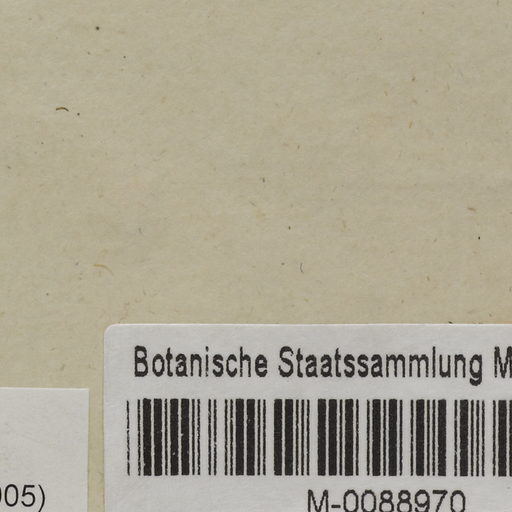 Botanische Staatssammlung M
M-0088970
005)